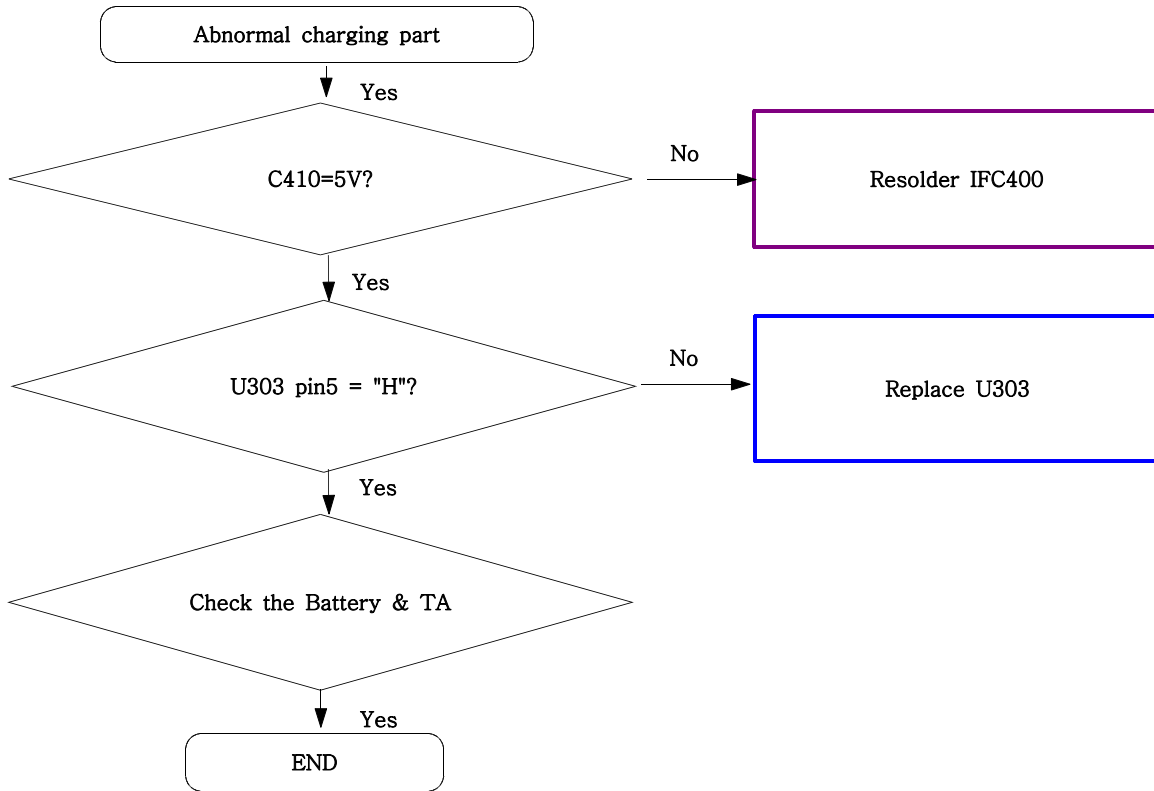 Abnormal charging part
Yes
C410=5V?
No
Resolder IFC400
Yes
U303 pin5 = "H"?
No
Replace U303
Yes
Check the Battery & TA
Yes
END